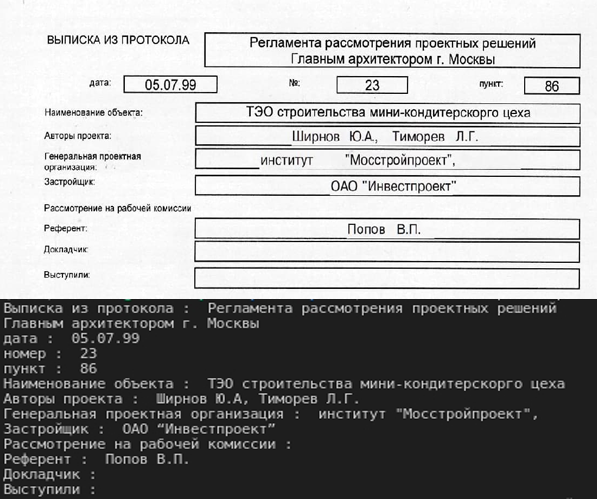 ВЫПИСКА ИЗ ПРОТОКОЛА Регламента рассмотрения проектных решений
Главным архитектором г. Москвы
дата: 05.07.99 №: 23 пункт: 86
Наименование объекта: ТЭО строительства мини-кондитерского цеха
Авторы проекта: Ширнов Ю.А., Тиморев Л.Г.
Генеральная проектная
организация: институт "Мосстройпроект",
Застройщик: ОАО "Инвестпроект"
Рассмотрение на рабочей комиссии
Референт: Попов В.П.
Докладчик:
Выступили:
Выписка из протокола : Регламента рассмотрения проектных решений
Главным архитектором г. Москвы
дата : 05.07.99
номер : 23
пункт : 86
Наименование объекта : ТЭО строительства мини-кондитерского цеха
Авторы проекта : Ширнов Ю.А, Тиморев Л.Г.
Генеральная проектная организация : институт "Мосстройпроект",
Застройщик : ОАО “Инвестпроект”
Рассмотрение на рабочей комиссии :
Референт : Попов В.П.
Докладчик :
Выступили :